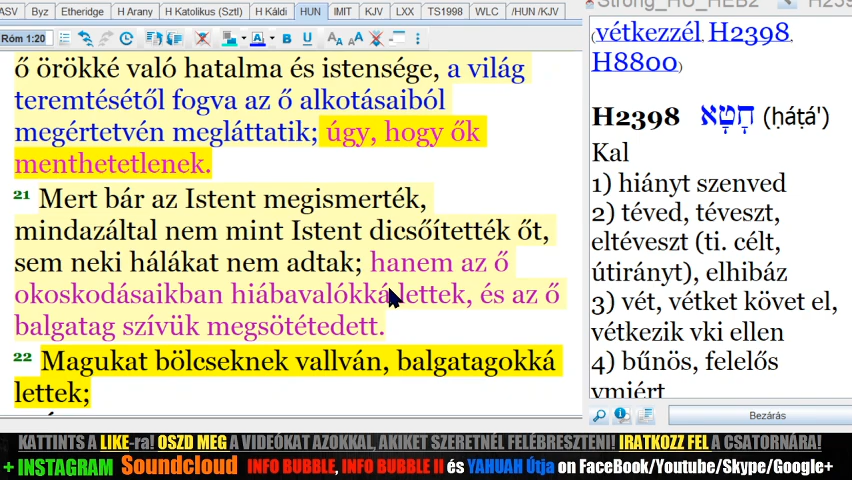 ASV Byz Etheridge H Arany H Katolikus (SztI) H Káldi HUN IMIT KJV LXX TS1998 WLC /HUN /KJV
Róm 1:20
B U
ő örökké való hatalma és istensége, a világ
teremtésétől fogva az ő alkotásaiból
megértetvén megláttatik; úgy, hogy ők
menthetetlenek.
21 Mert bár az Istent megismerték,
mindazáltal nem mint Istent dicsőítették őt,
sem neki hálákat nem adtak; hanem az ő
okoskodásaikban hiábavalókká lettek, és az ő
balgatag szívük megsötétedett.
22 Magukat bölcseknek vallván, balgatagokká
lettek;
Strong_HU_HEB2
(vétkezzél, H2398,
H8800)
H2398 חָטָא (ḥáṭá')
Kal
1) hiányt szenved
2) téved, téveszt,
eltéveszt (ti. célt,
útirányt), elhibáz
3) vét, vétket követ el,
vétkezik vki ellen
4) bűnös, felelős
vmiért
Bezárás
KATTINTS A LIKE-ra! OSZD MEG A VIDEÓKAT AZOKKAL, AKIKET SZERETNÉL FELÉBRESZTENI! IRATKOZZ FEL A CSATORNÁRA!
+ INSTAGRAM Soundcloud INFO BUBBLE, INFO BUBBLE II és YAHUAH Útja on FaceBook/Youtube/Skype/Google+